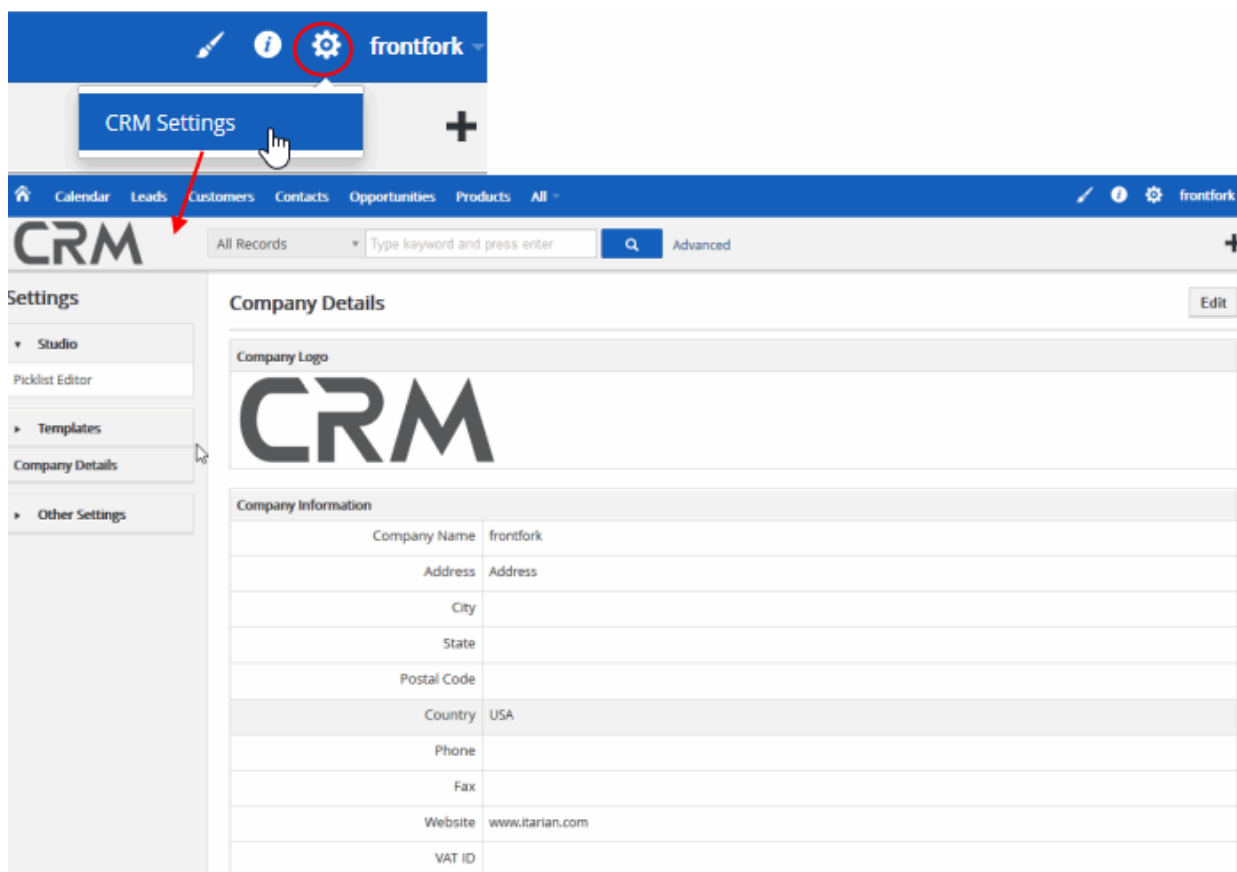 frontfork
CRM Settings
Calendar Leads Customers Contacts Opportunities Products All frontfork
CRM All Records Type keyword and press enter Advanced
Settings
Company Details Edit
Studio
Company Logo
Picklist Editor
CRM
Templates
Company Details
Company Information
Other Settings
Company Name frontfork
Address Address
City
State
Postal Code
Country USA
Phone
Fax
Website www.itarian.com
VAT ID